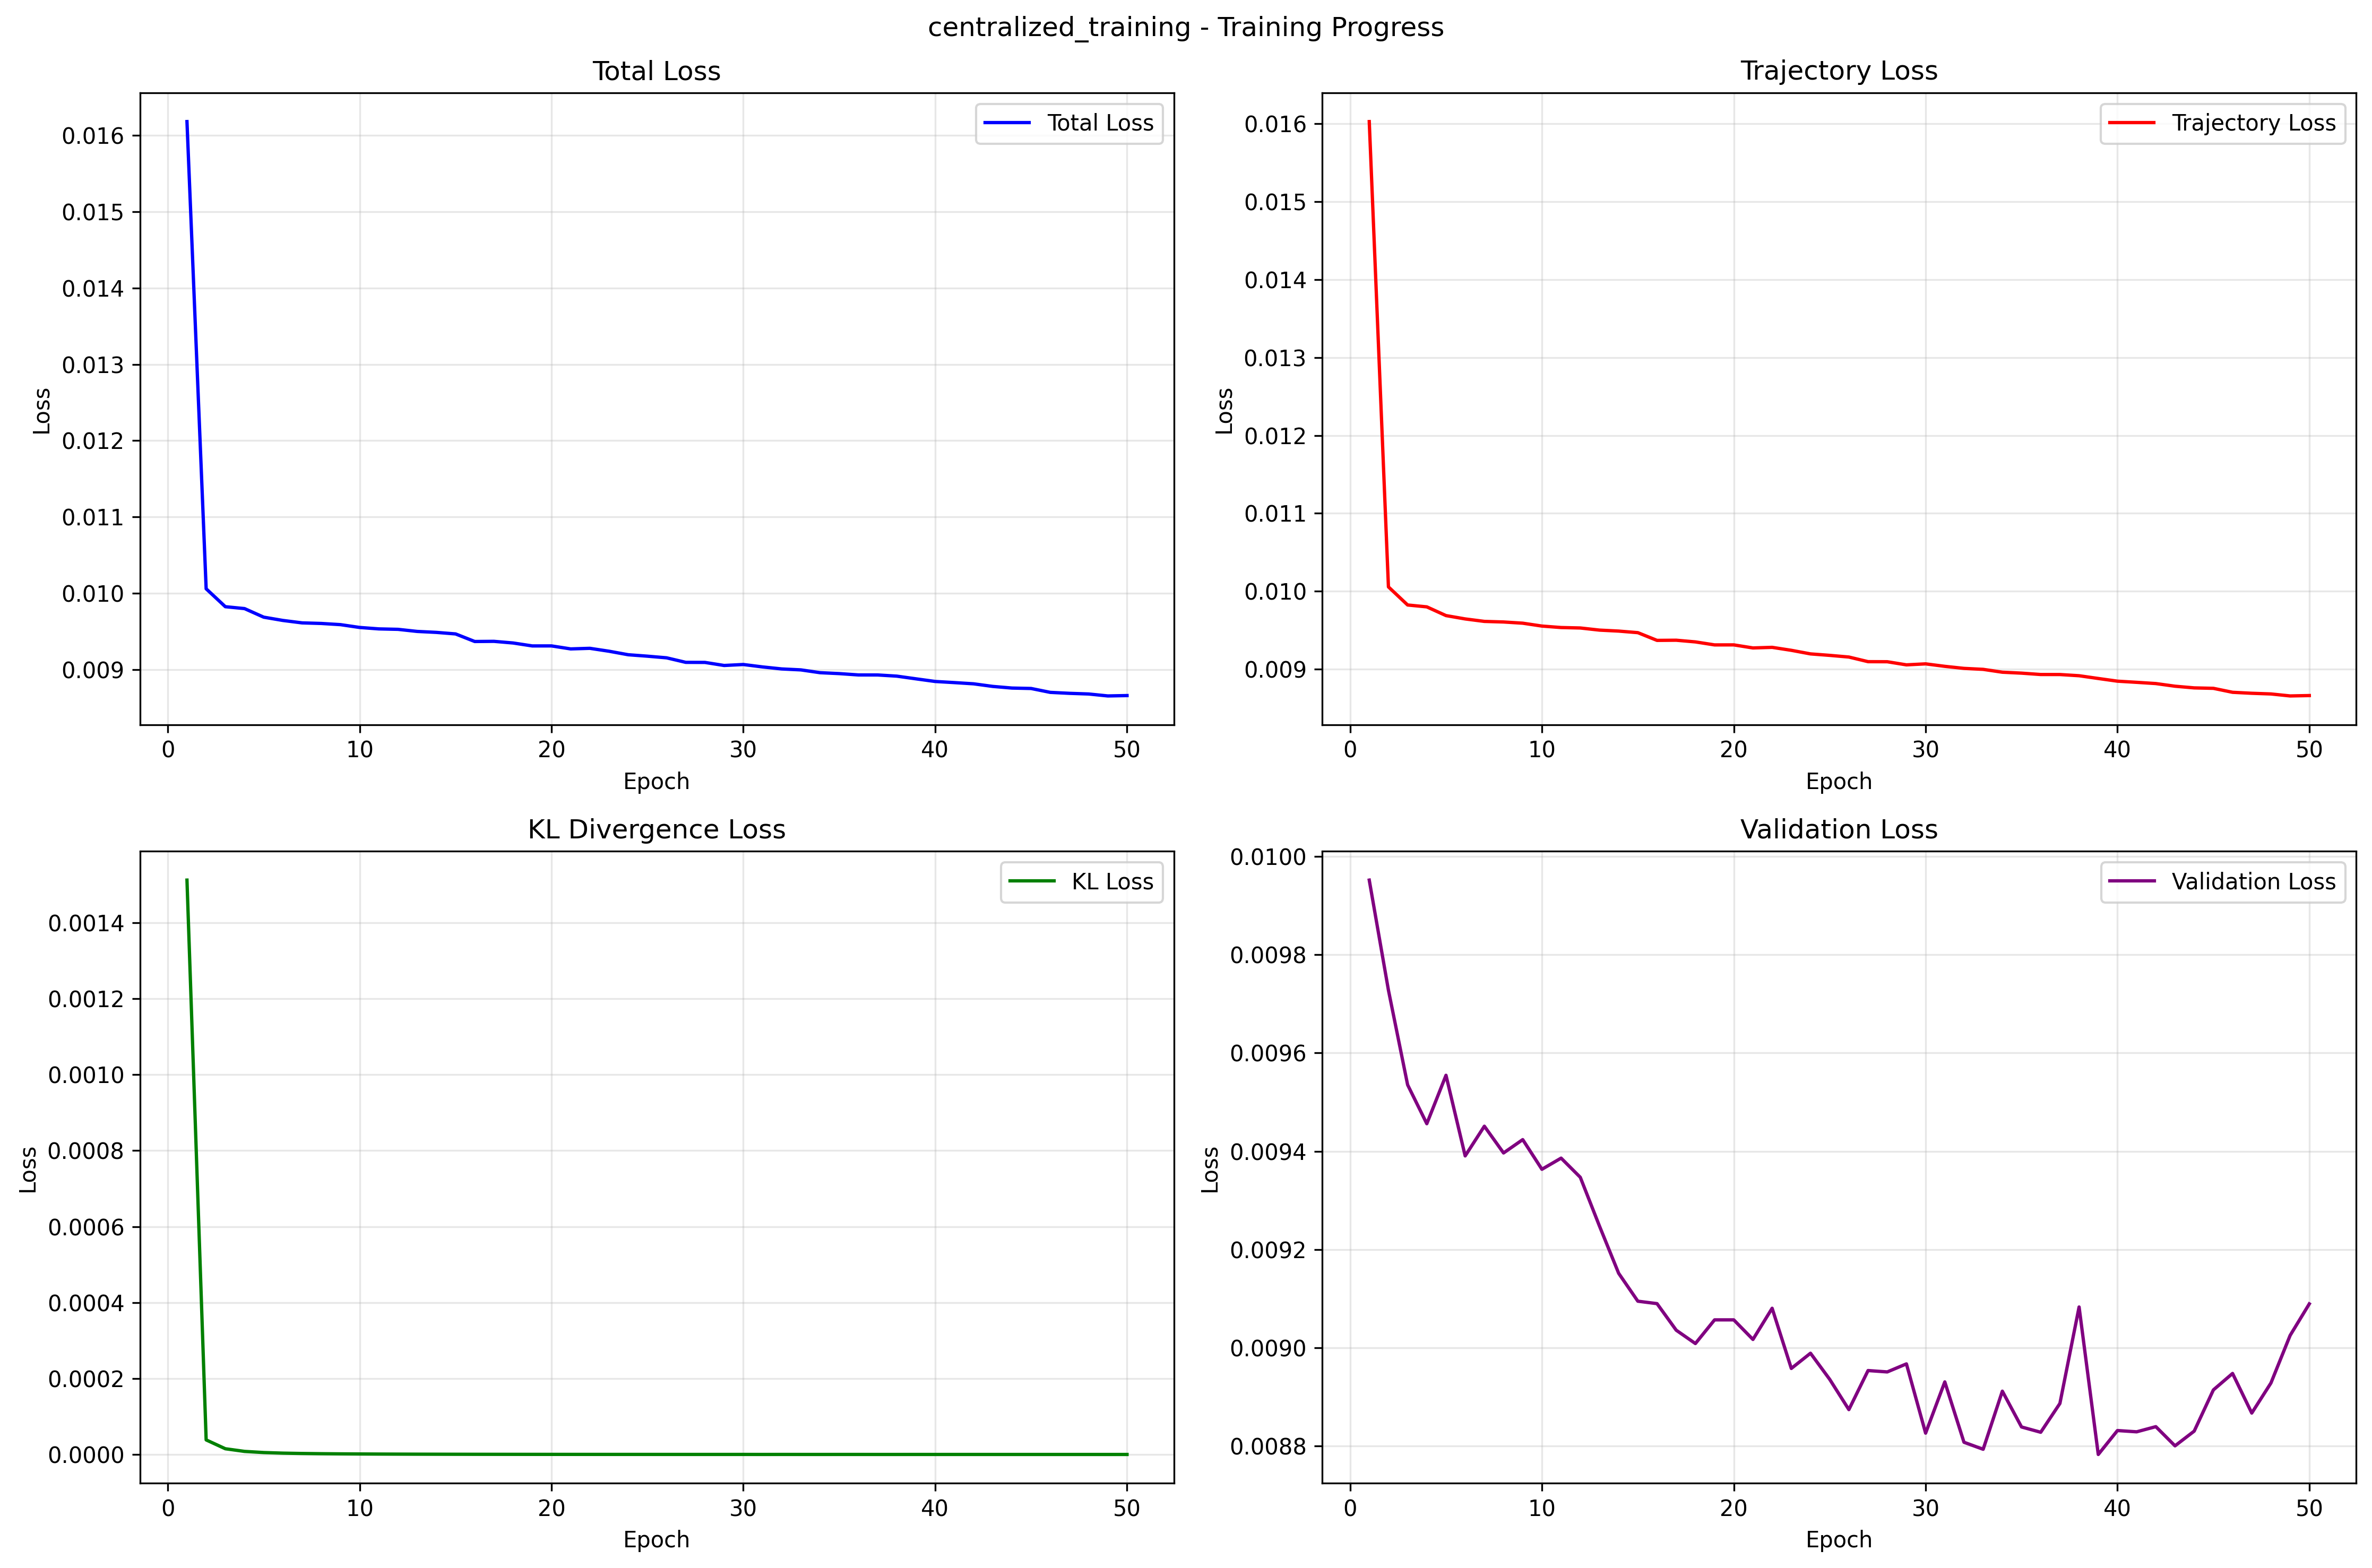 centralized_training - Training Progress
Total Loss
Total Loss
0.016
0.015
0.014
0.013
0.012
0.011
0.010
0.009
Loss
0 10 20 30 40 50
Epoch
Trajectory Loss
Trajectory Loss
0.016
0.015
0.014
0.013
0.012
0.011
0.010
0.009
Loss
0 10 20 30 40 50
Epoch
KL Divergence Loss
KL Loss
0.0014
0.0012
0.0010
0.0008
0.0006
0.0004
0.0002
0.0000
Loss
0 10 20 30 40 50
Epoch
Validation Loss
Validation Loss
0.0100
0.0098
0.0096
0.0094
0.0092
0.0090
0.0088
Loss
0 10 20 30 40 50
Epoch